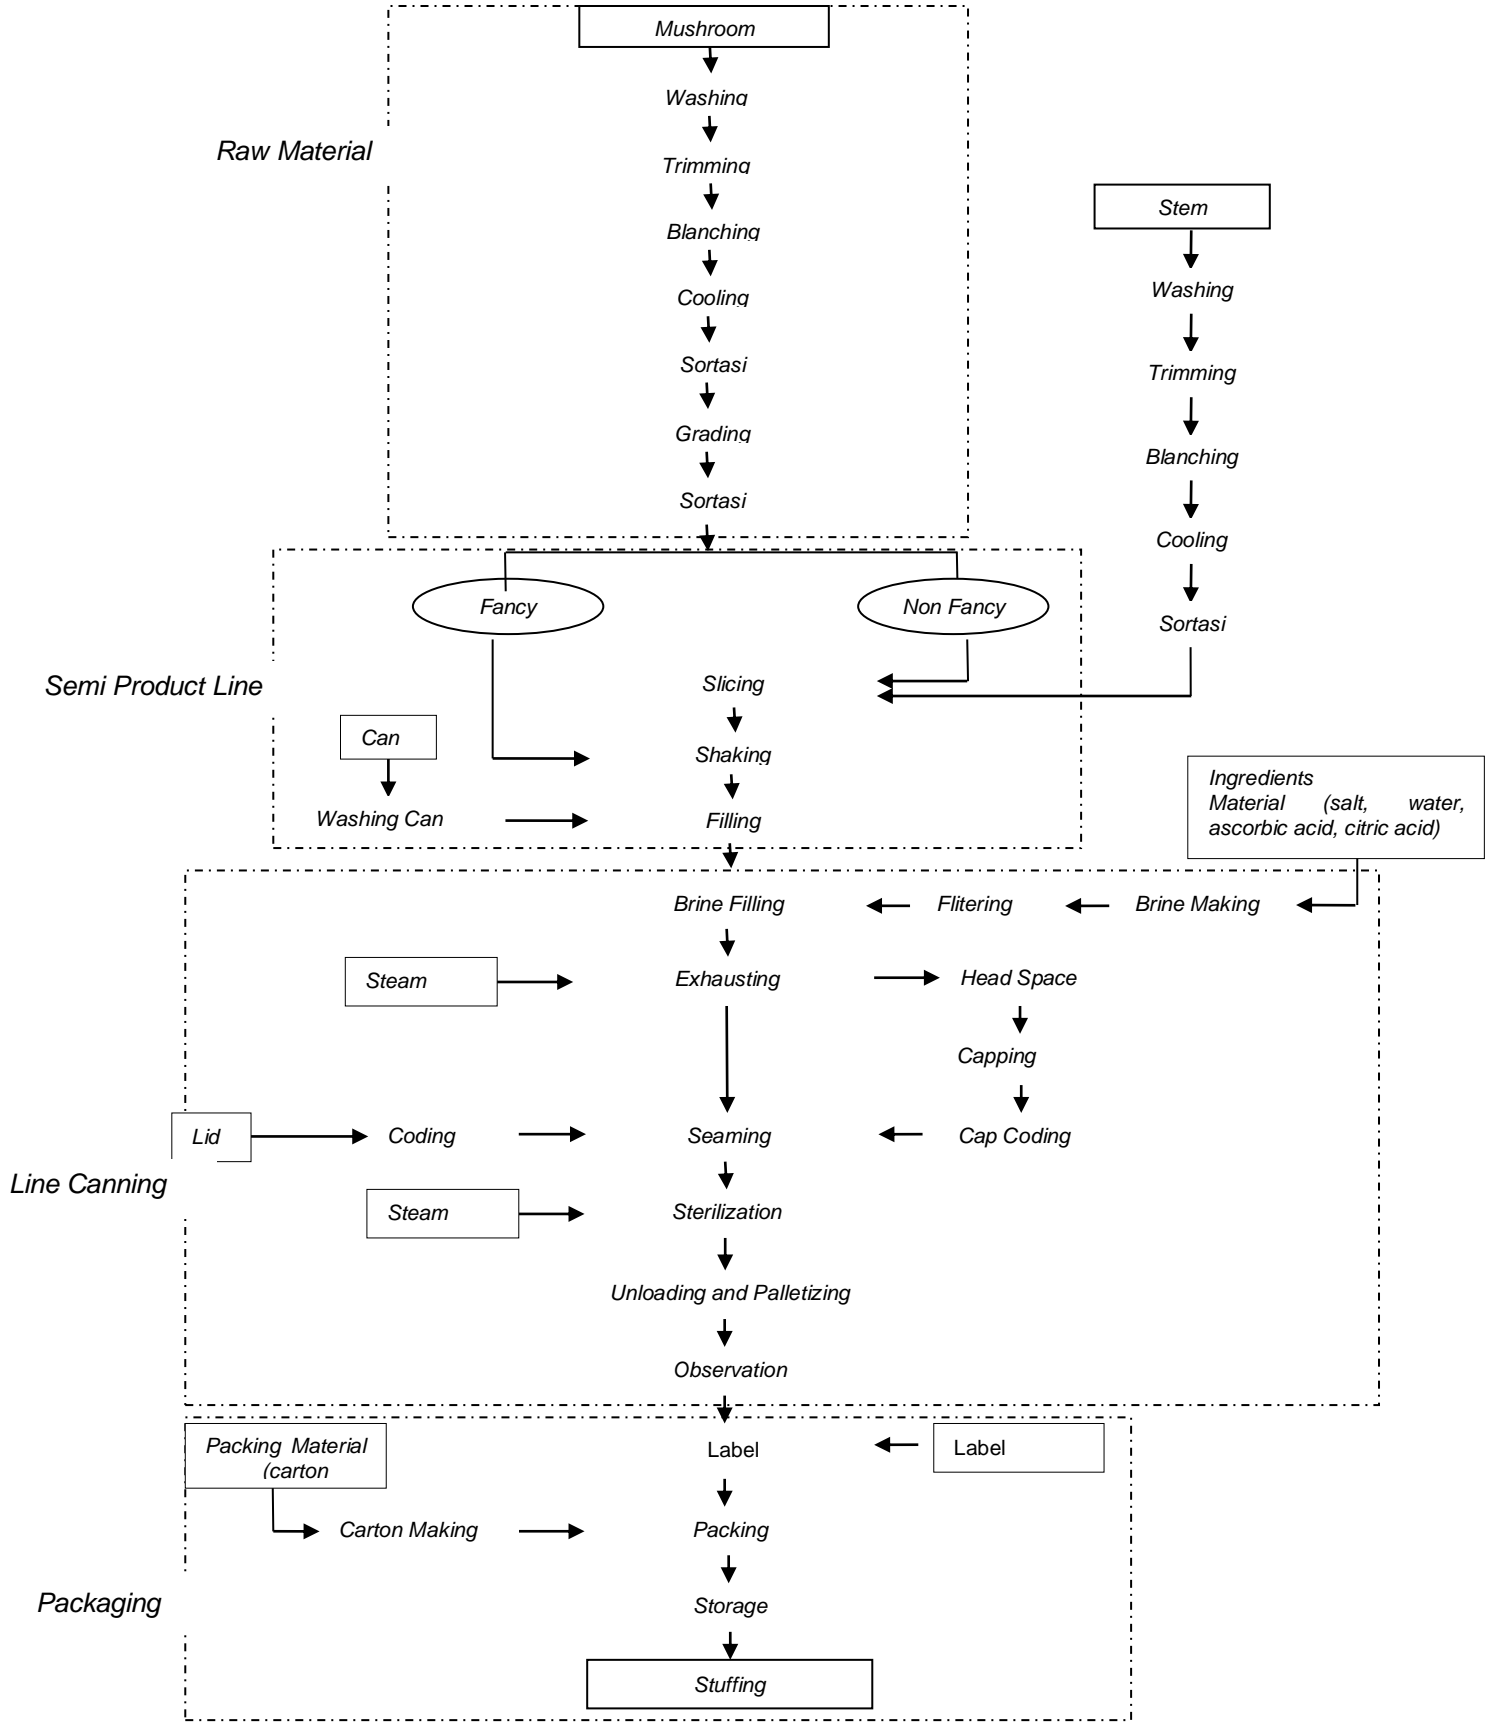 Mushroom
Washing
Raw Material
Trimming
Stem
Blanching
Washing
Cooling
Sortasi
Trimming
Grading
Blanching
Sortasi
Cooling
Fancy
Non Fancy
Sortasi
Semi Product Line
Slicing
Can
Shaking
Ingredients
Material (salt, water,
ascorbic acid, citric acid)
Washing Can
Filling
Brine Filling
Flitering
Brine Making
Steam
Exhausting
Head Space
Capping
Lid
Coding
Seaming
Cap Coding
Line Canning
Steam
Sterilization
Unloading and Palletizing
Observation
Packing Material
(carton
Label
Label
Carton Making
Packing
Packaging
Storage
Stuffing